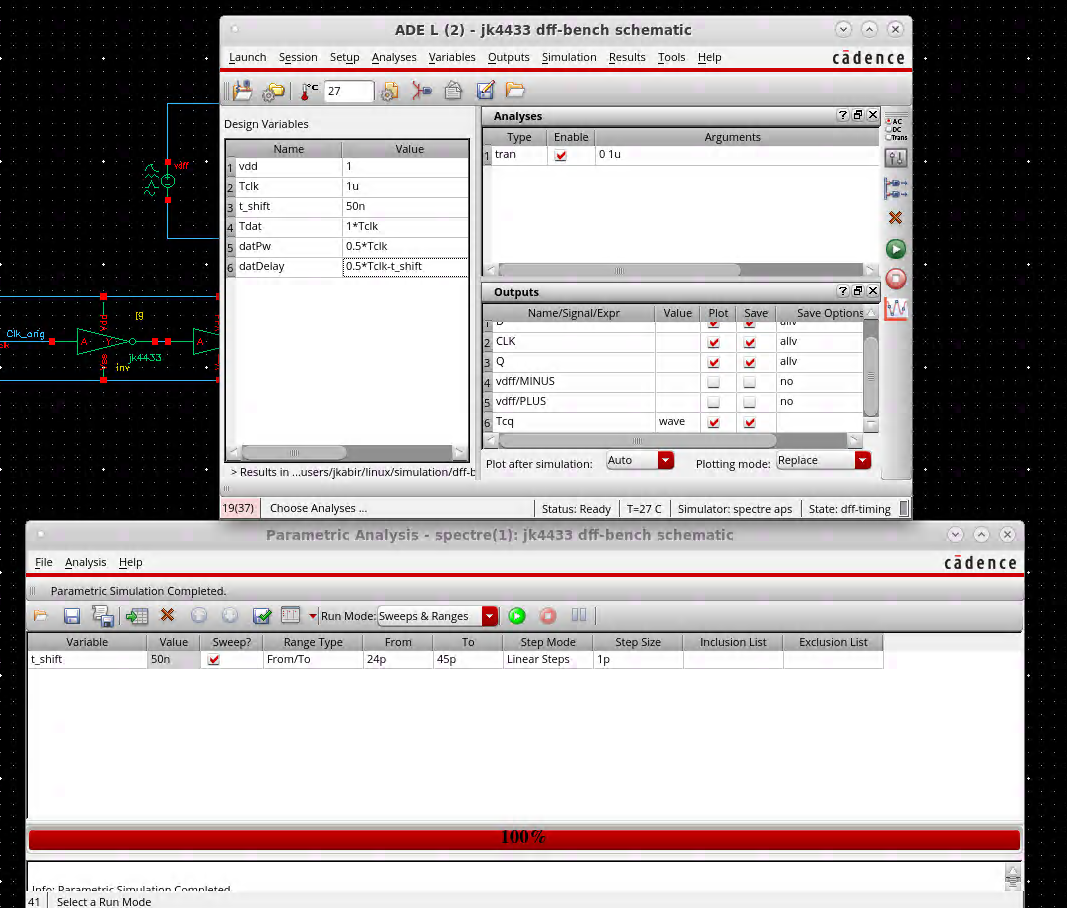 ADE L (2) - jk4433 dff-bench schematic
Launch Session Setup Analyses Variables Outputs Simulation Results Tools Help
cādence
°C 27
Design Variables
Name Value
1 vdd 1
2 Tclk 1u
3 t_shift 50n
4 Tdat 1*Tclk
5 datPw 0.5*Tclk
6 datDelay 0.5*Tclk-t_shift
> Results in ...users/jkabir/linux/simulation/dff-b
Analyses
Type Enable Arguments
1 tran 0 1u
AC
DC
Trans
Outputs
Name/Signal/Expr Value Plot Save Save Options
1 D allv
2 CLK allv
3 Q allv
4 vdff/MINUS no
5 vdff/PLUS no
6 Tcq wave
Plot after simulation: Auto Plotting mode: Replace
19(37) Choose Analyses ... Status: Ready T=27 C Simulator: spectre aps State: dff-timing
vdff
Clk_orig
Vdd
I9
A Y
jk4433
Vss
inv
A
Parametric Analysis - spectre(1): jk4433 dff-bench schematic
File Analysis Help
cādence
Parametric Simulation Completed.
Run Mode: Sweeps & Ranges
Variable Value Sweep? Range Type From To Step Mode Step Size Inclusion List Exclusion List
t_shift 50n From/To 24p 45p Linear Steps 1p
100%
Info: Parametric Simulation Completed
41 Select a Run Mode